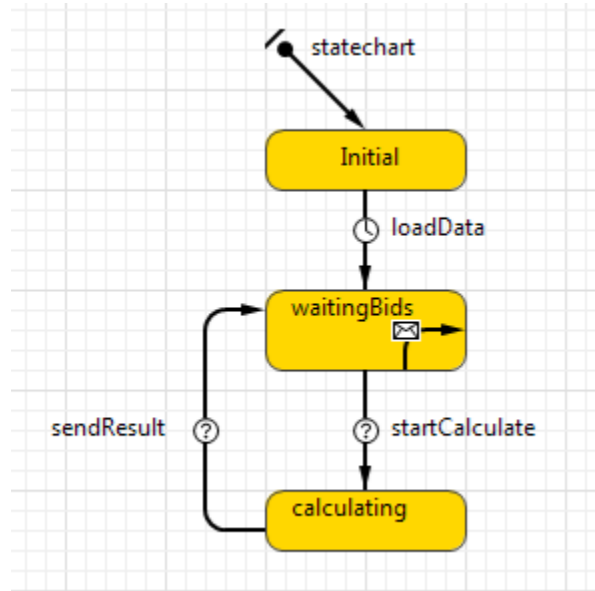 statechart
Initial
loadData
waitingBids
sendResult
startCalculate
calculating